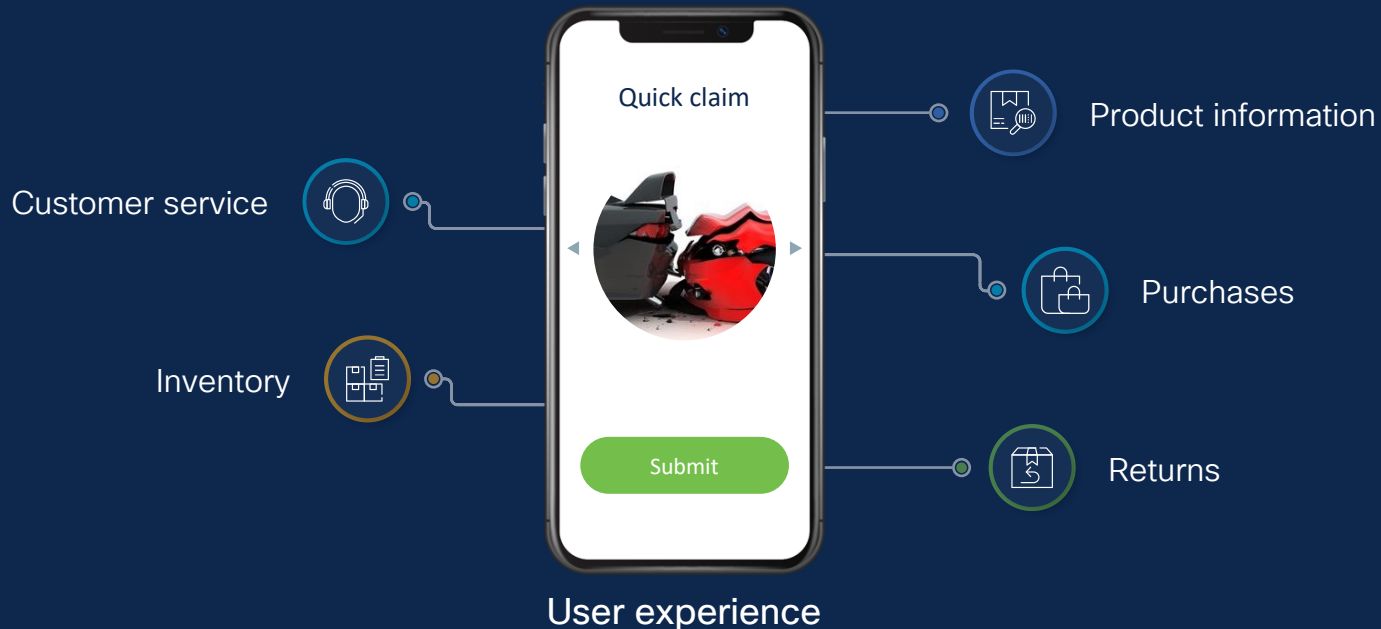 Quick claim
Product information
Customer service
Purchases
Inventory
Submit
Returns
User experience